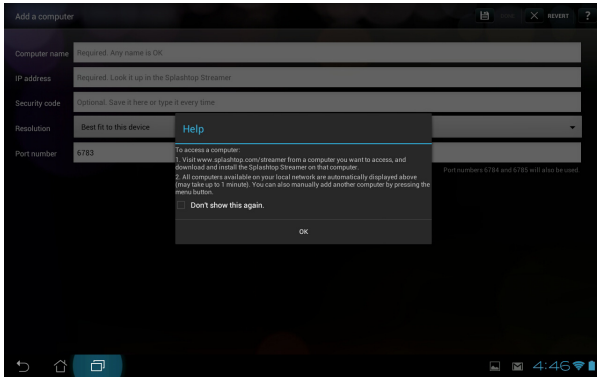 Add a computer
REVERT
?
Computer name
Required. Any name is OK
IP address
Required. Look it up in the Splashtop Streamer
Security code
Optional. Save it here or type it every time
Resolution
Best fit to this device
Port number
6783
Port numbers 6784 and 6785 will also be used
Help
To access a computer:
1. Visit www.splashtop.com/streamer from a computer you want to access, and
download and install the Splashtop Streamer on that computer.
2. All computers available on your local network are automatically displayed above
(may take up to 1 minute). You can also manually add another computer by pressing the
menu button.
Don't show this again.
OK
4:46